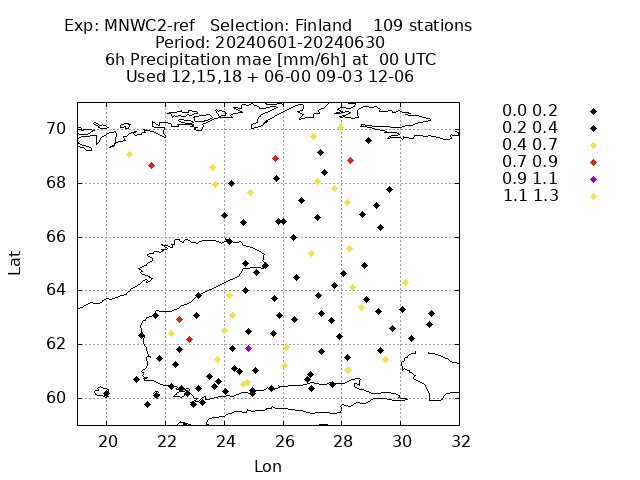 Exp: MNWC2-ref Selection: Finland 109 stations
Period: 20240601-20240630
6h Precipitation mae [mm/6h] at 00 UTC
Used 12,15,18 + 06-00 09-03 12-06
0.0 0.2
0.2 0.4
0.4 0.7
0.7 0.9
0.9 1.1
1.1 1.3
70
68
66
64
62
60
Lat
20 22 24 26 28 30 32
Lon